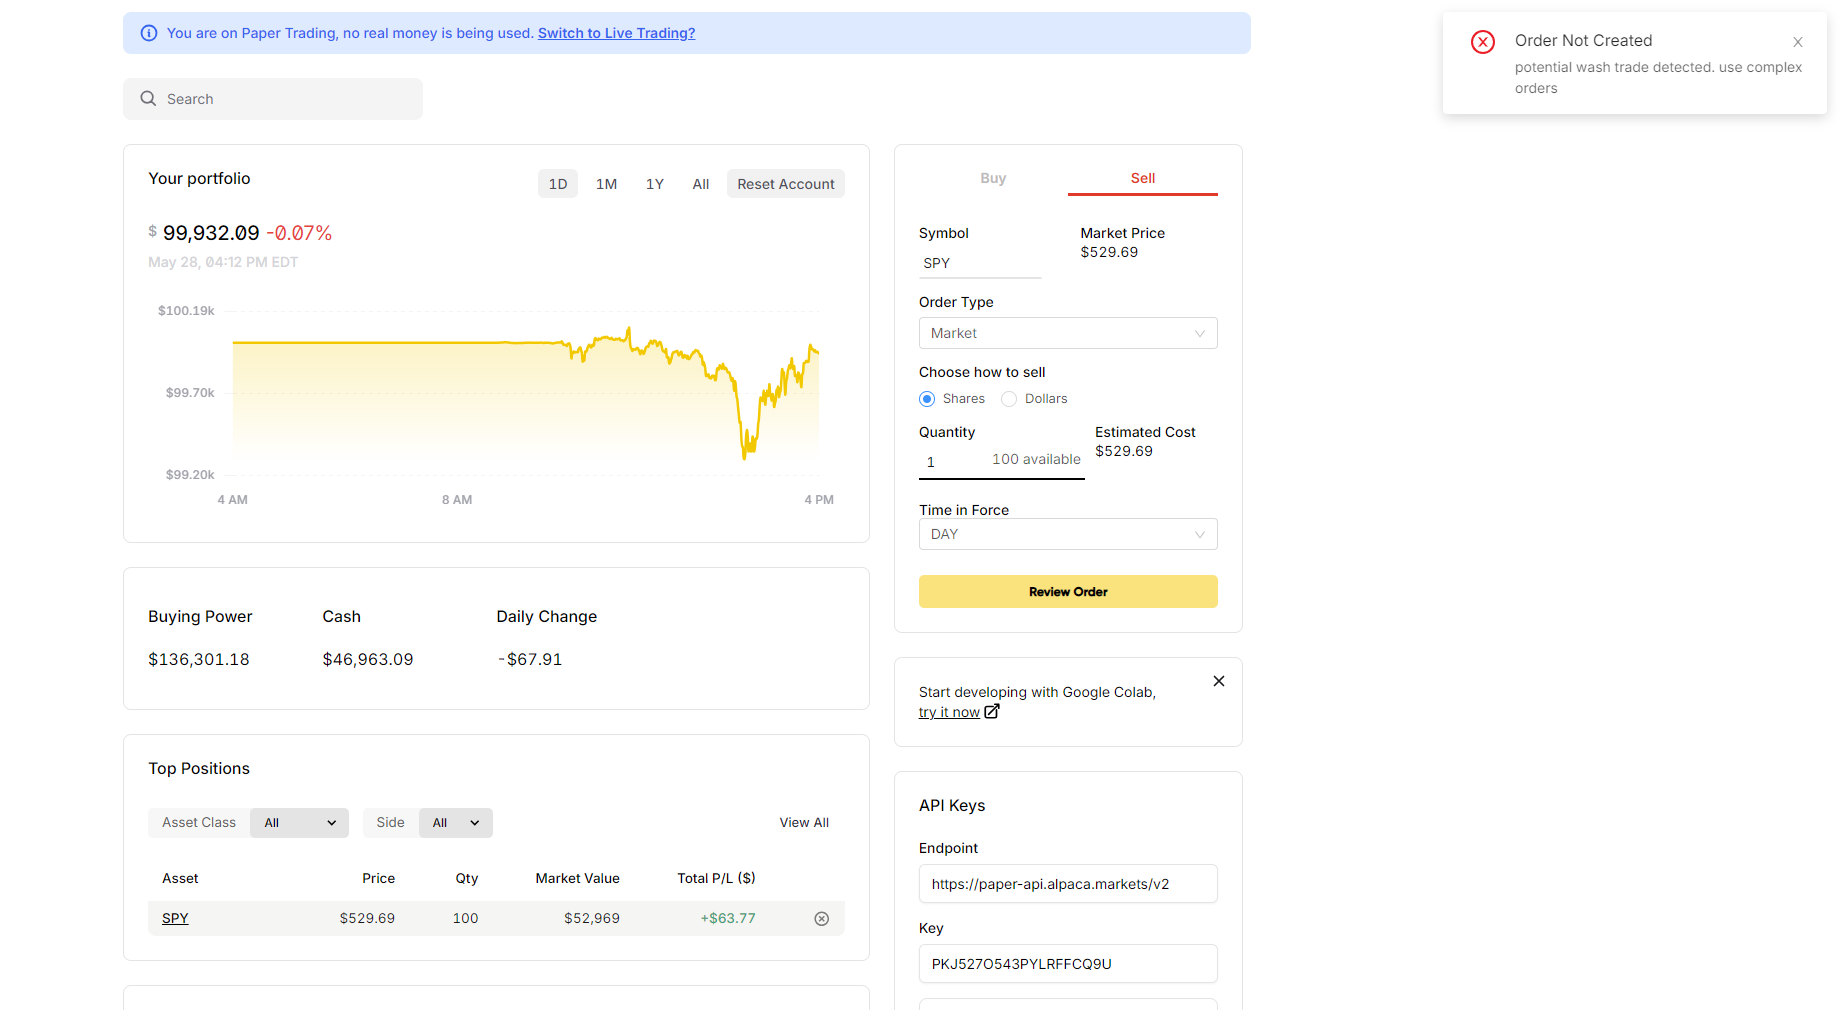 You are on Paper Trading, no real money is being used. Switch to Live Trading?
Order Not Created
potential wash trade detected. use complex
orders
Search
Your portfolio
1D 1M 1Y All Reset Account
$ 99,932.09 -0.07%
May 28, 04:12 PM EDT
$100.19k
$99.70k
$99.20k
4 AM 8 AM 4 PM
Buying Power Cash Daily Change
$136,301.18 $46,963.09 -$67.91
Top Positions
Asset Class All Side All View All
Asset Price Qty Market Value Total P/L ($)
SPY $529.69 100 $52,969 +$63.77
Buy Sell
Symbol Market Price
$529.69
SPY
Order Type
Market
Choose how to sell
Shares Dollars
Quantity Estimated Cost
$529.69
1 100 available
Time in Force
DAY
Review Order
Start developing with Google Colab,
try it now
API Keys
Endpoint
https://paper-api.alpaca.markets/v2
Key
PKJ527O543PYLRFFCQ9U